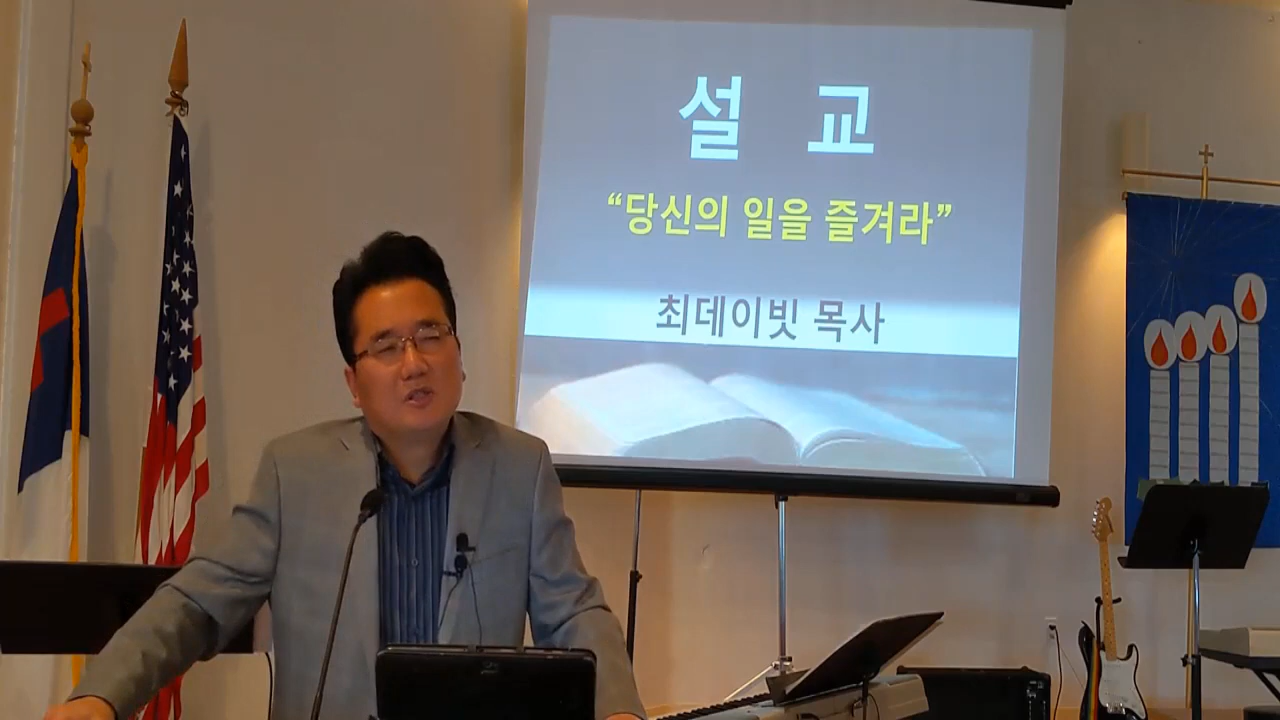 설 교
“당신의 일을 즐겨라”
최데이빗 목사